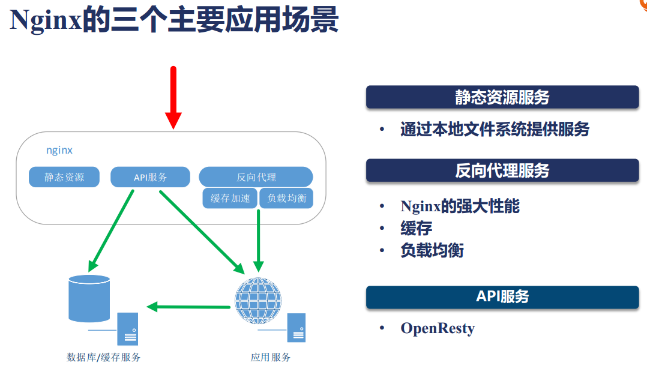 Nginx的三个主要应用场景
nginx
静态资源
API服务
反向代理
缓存加速
负载均衡
数据库/缓存服务
应用服务
静态资源服务
• 通过本地文件系统提供服务
反向代理服务
• Nginx的强大性能
• 缓存
• 负载均衡
API服务
• OpenResty